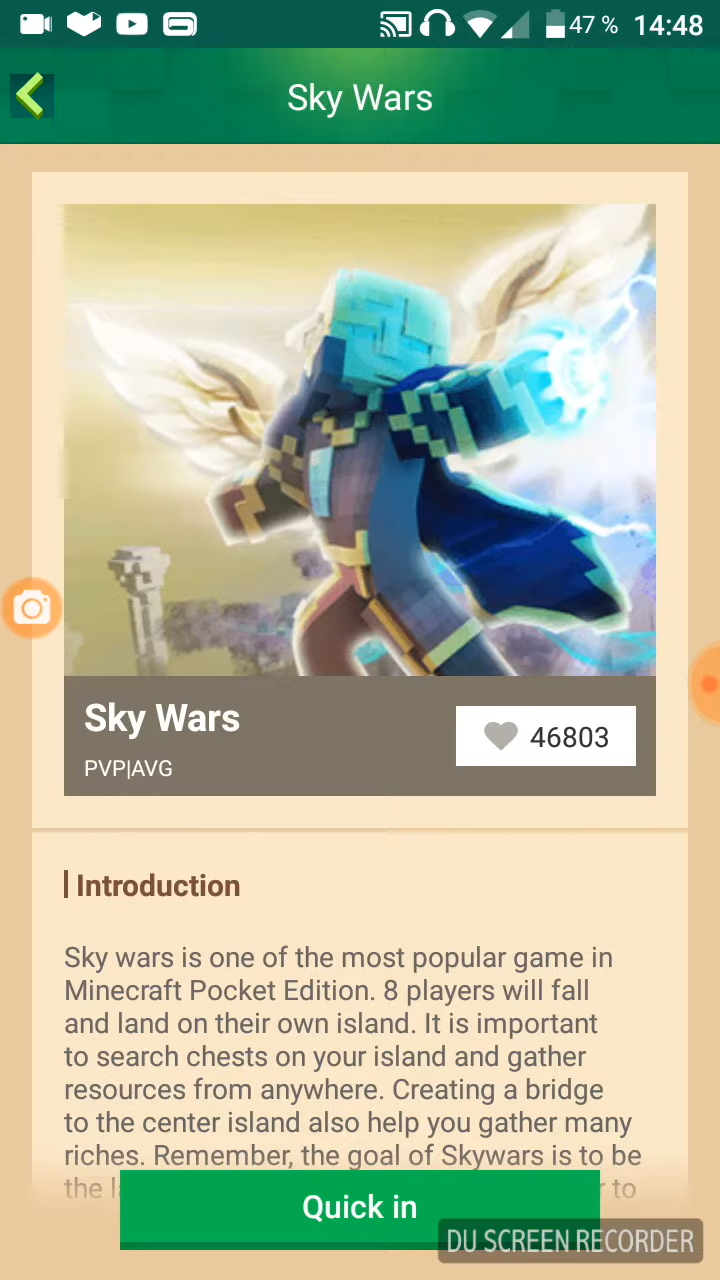 47 % 14:48
Sky Wars
Sky Wars
46803
PVP|AVG
Introduction
Sky wars is one of the most popular game in
Minecraft Pocket Edition. 8 players will fall
and land on their own island. It is important
to search chests on your island and gather
resources from anywhere. Creating a bridge
to the center island also help you gather many
riches. Remember, the goal of Skywars is to be
the to
Quick in
DU SCREEN RECORDER